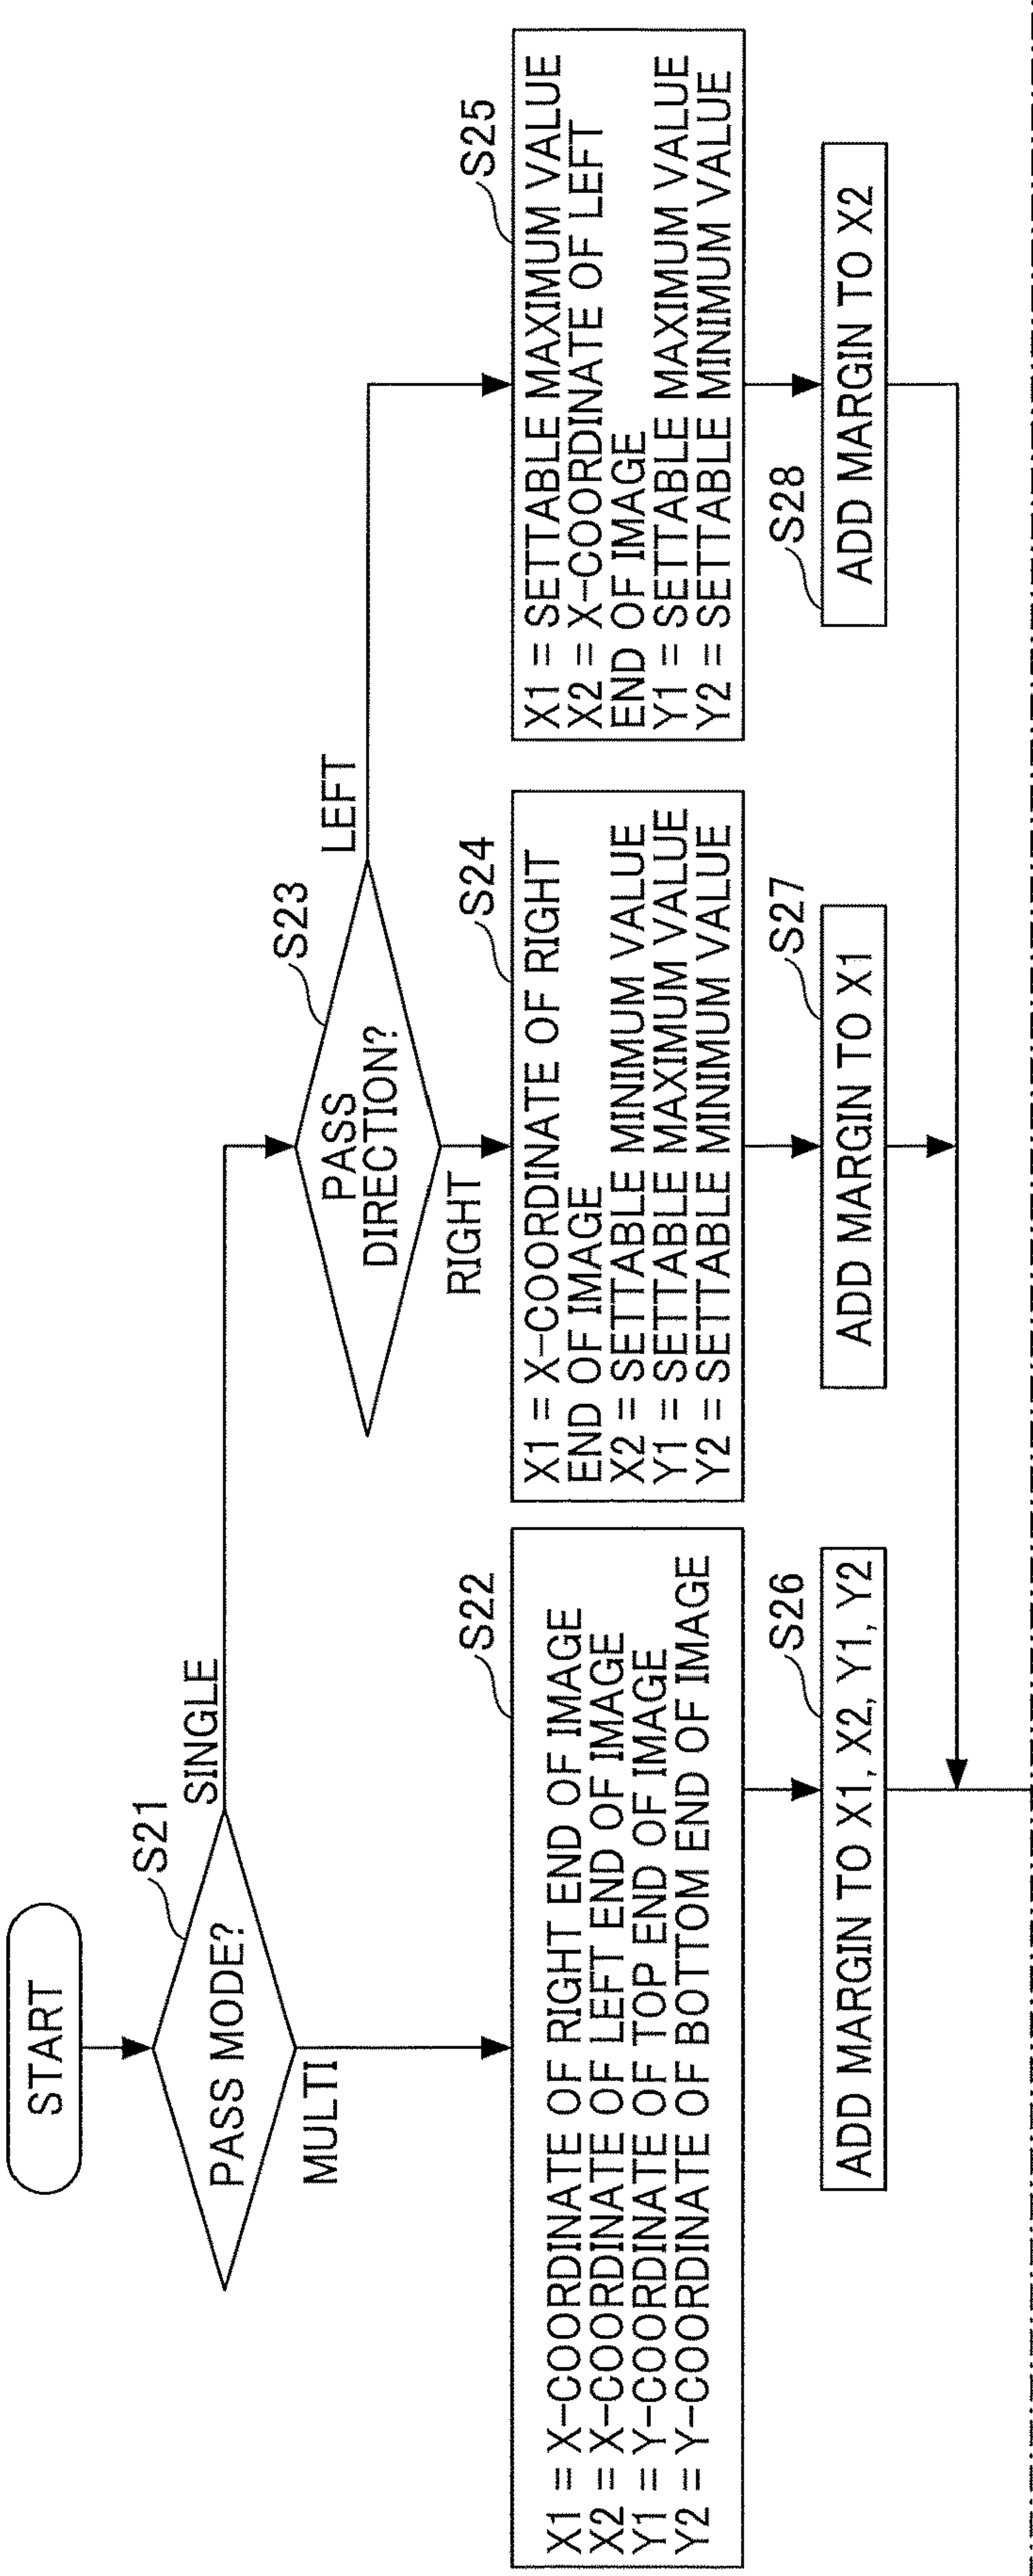 START
S21
PASS MODE?
SINGLE
MULTI
S23
PASS
DIRECTION?
LEFT
RIGHT
S22
X1 = X-COORDINATE OF RIGHT END OF IMAGE
X2 = X-COORDINATE OF LEFT END OF IMAGE
Y1 = Y-COORDINATE OF TOP END OF IMAGE
Y2 = Y-COORDINATE OF BOTTOM END OF IMAGE
S24
X1 = X-COORDINATE OF RIGHT
END OF IMAGE
X2 = SETTABLE MINIMUM VALUE
Y1 = SETTABLE MAXIMUM VALUE
Y2 = SETTABLE MINIMUM VALUE
S25
X1 = SETTABLE MAXIMUM VALUE
X2 = X-COORDINATE OF LEFT
END OF IMAGE
Y1 = SETTABLE MAXIMUM VALUE
Y2 = SETTABLE MINIMUM VALUE
S26
ADD MARGIN TO X1, X2, Y1, Y2
S27
ADD MARGIN TO X1
S28
ADD MARGIN TO X2